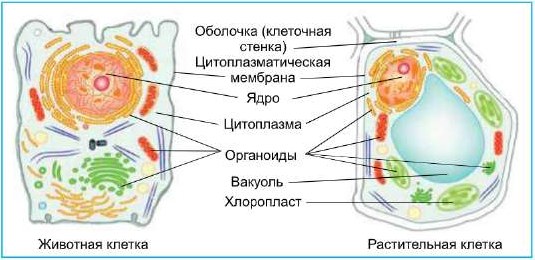 Оболочка (клеточная
стенка)
Цитоплазматическая
мембрана
Ядро
Цитоплазма
Органоиды
Вакуоль
Хлоропласт
Животная клетка
Растительная клетка